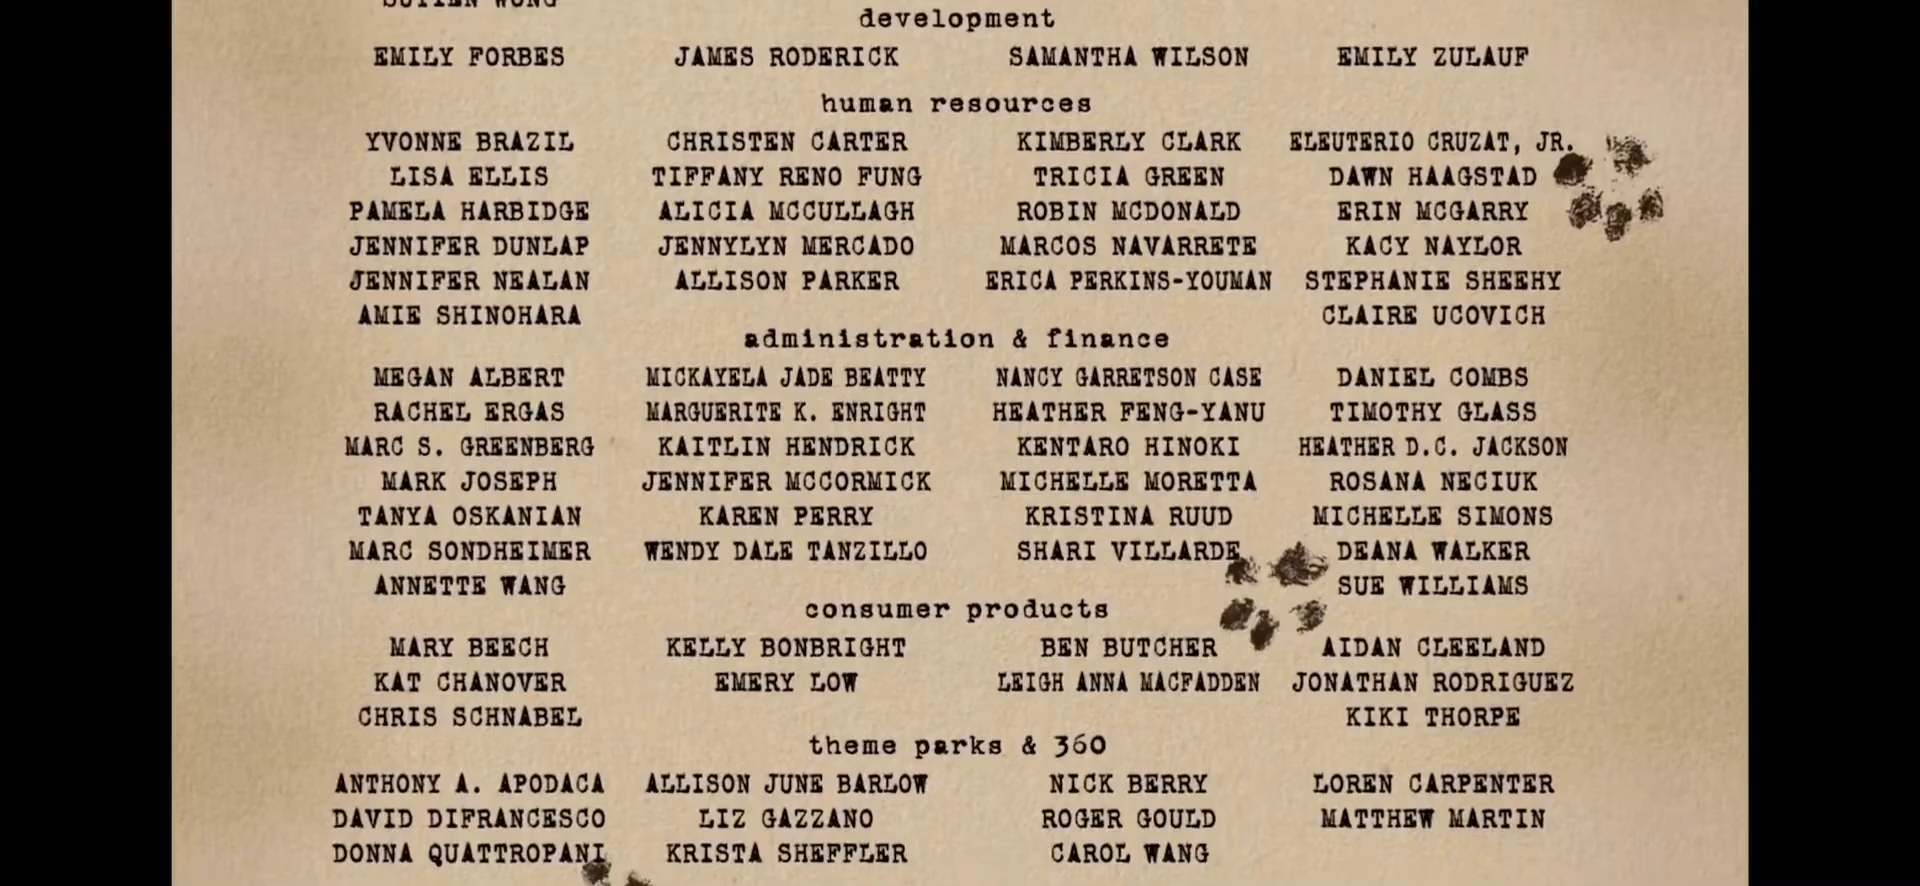 development
EMILY FORBES JAMES RODERICK SAMANTHA WILSON EMILY ZULAUF
human resources
YVONNE BRAZIL CHRISTEN CARTER KIMBERLY CLARK ELEUTERIO CRUZAT, JR.
LISA ELLIS TIFFANY RENO FUNG TRICIA GREEN DAWN HAAGSTAD
PAMELA HARBIDGE ALICIA MCCULLAGH ROBIN MCDONALD ERIN MCGARRY
JENNIFER DUNLAP JENNYLYN MERCADO MARCOS NAVARRETE KACY NAYLOR
JENNIFER NEALAN ALLISON PARKER ERICA PERKINS-YOUMAN STEPHANIE SHEEHY
AMIE SHINOHARA CLAIRE UCOVICH
administration & finance
MEGAN ALBERT MICKAYELA JADE BEATTY NANCY GARRETSON CASE DANIEL COMBS
RACHEL ERGAS MARGUERITE K. ENRIGHT HEATHER FENG-YANU TIMOTHY GLASS
MARC S. GREENBERG KAITLIN HENDRICK KENTARO HINOKI HEATHER D.C. JACKSON
MARK JOSEPH JENNIFER MCCORMICK MICHELLE MORETTA ROSANA NECIUK
TANYA OSKANIAN KAREN PERRY KRISTINA RUUD MICHELLE SIMONS
MARC SONDHEIMER WENDY DALE TANZILLO SHARI VILLARDE DEANA WALKER
ANNETTE WANG SUE WILLIAMS
consumer products
MARY BEECH KELLY BONBRIGHT BEN BUTCHER AIDAN CLEELAND
KAT CHANOVER EMERY LOW LEIGH ANNA MACFADDEN JONATHAN RODRIGUEZ
CHRIS SCHNABEL KIKI THORPE
theme parks & 360
ANTHONY A. APODACA ALLISON JUNE BARLOW NICK BERRY LOREN CARPENTER
DAVID DIFRANCESCO LIZ GAZZANO ROGER GOULD MATTHEW MARTIN
DONNA QUATTROPANI KRISTA SHEFFLER CAROL WANG